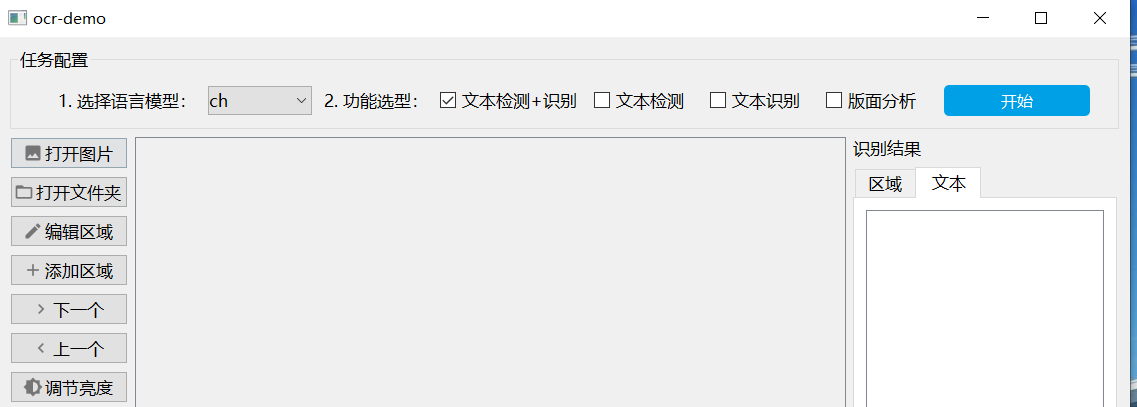 ocr-demo
任务配置
1. 选择语言模型： ch 2. 功能选型： 文本检测+识别 文本检测 文本识别 版面分析 开始
打开图片
打开文件夹
编辑区域
添加区域
下一个
上一个
调节亮度
识别结果
区域 文本